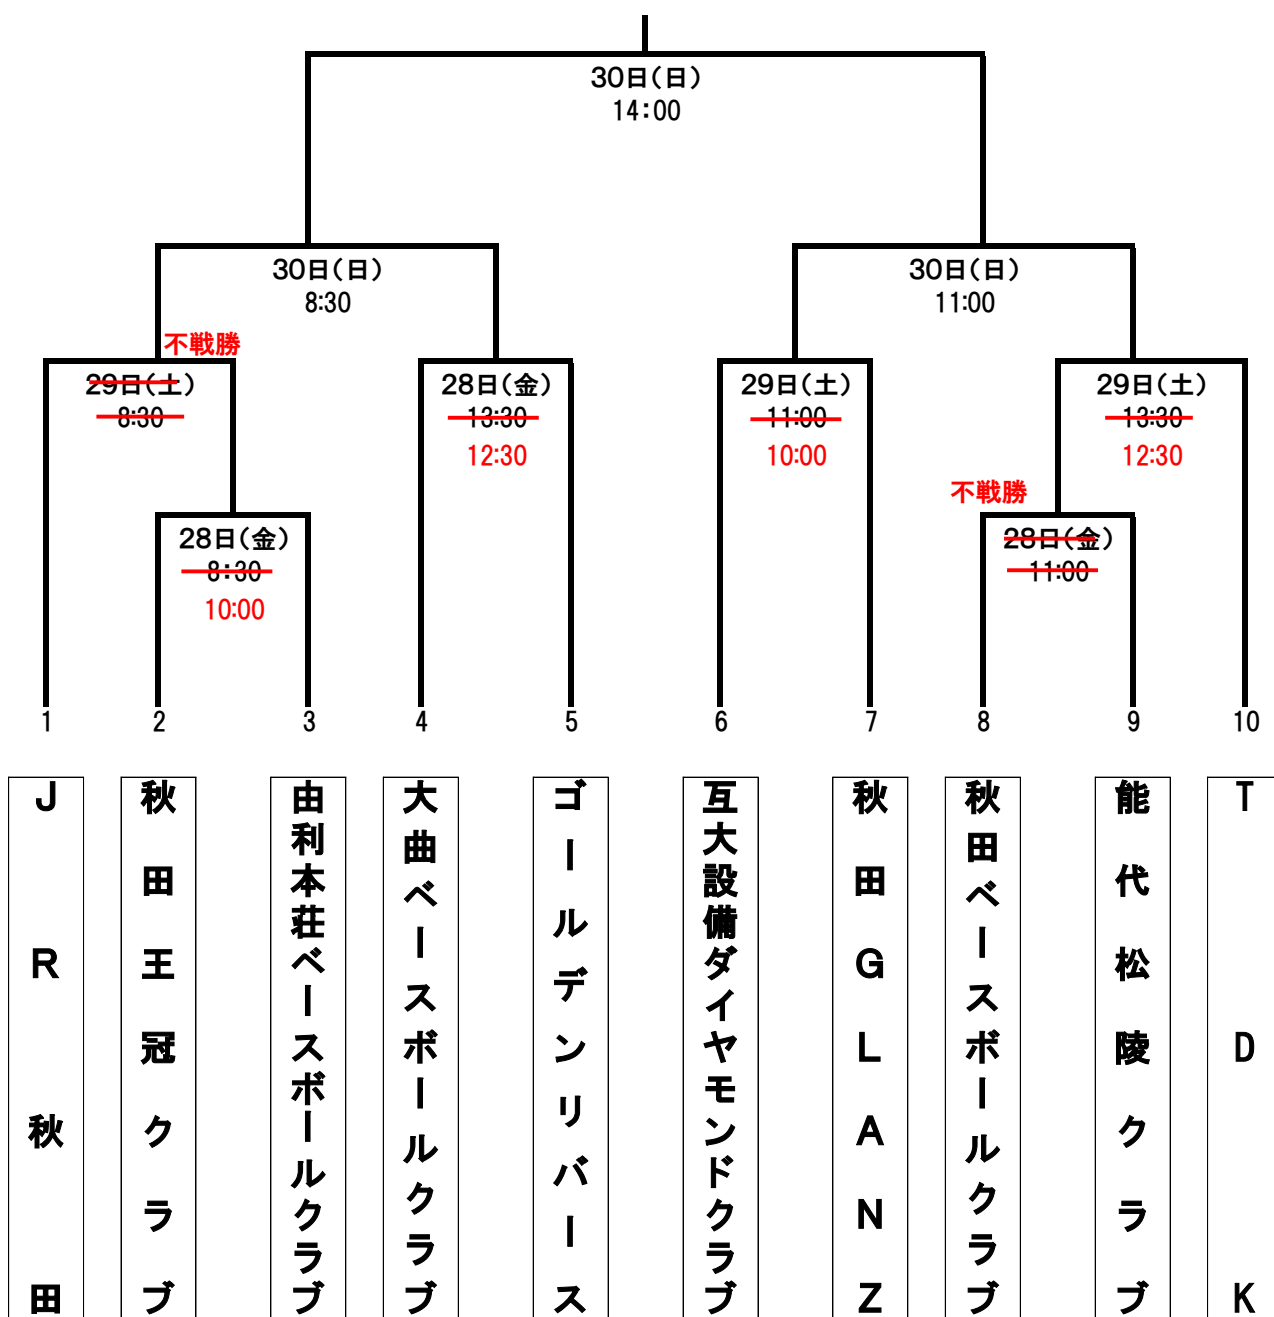 30日(日)
14:00
30日(日)
8:30
30日(日)
11:00
不戦勝
29日(土)
8:30
28日(金)
13:30
12:30
29日(土)
11:00
10:00
29日(土)
13:30
12:30
不戦勝
28日(金)
8:30
10:00
28日(金)
11:00
1 2 3 4 5 6 7 8 9 10
JR秋田
秋田王冠クラブ
由利本荘ベースボールクラブ
大曲ベースボールクラブ
ゴールデンリバース
互大設備ダイヤモンドクラブ
秋田GLANZ
秋田ベースボールクラブ
能代松陵クラブ
TDK